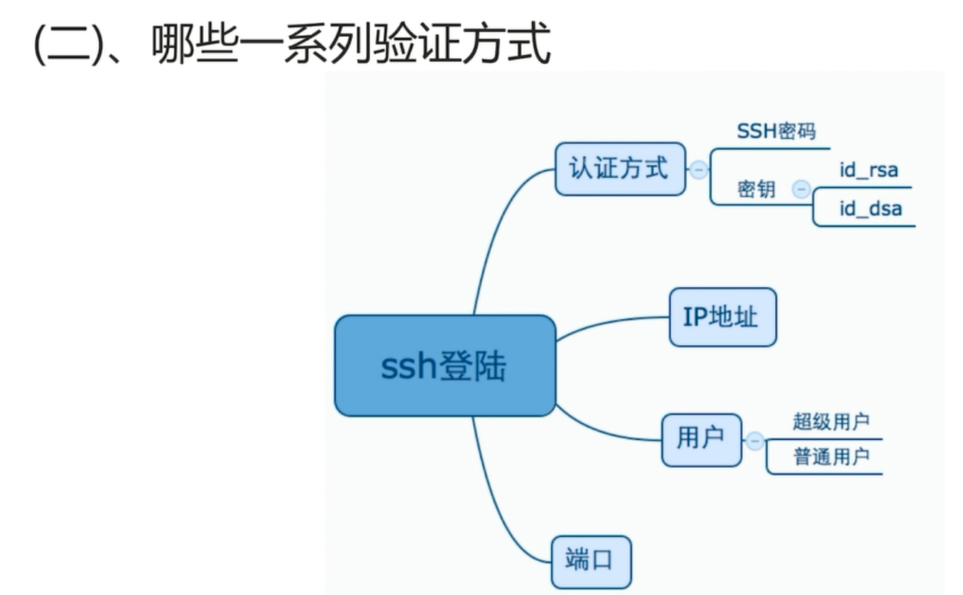 (二)、哪些一系列验证方式
SSH密码
认证方式
id_rsa
密钥
id_dsa
IP地址
ssh登陆
超级用户
用户
普通用户
端口